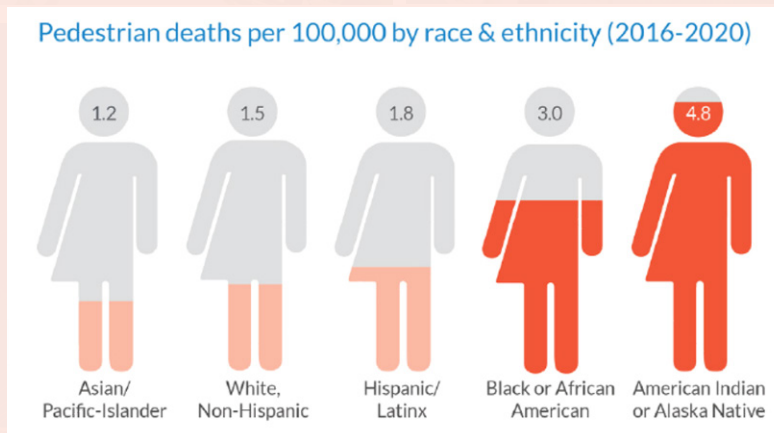 Pedestrian deaths per 100,000 by race & ethnicity (2016-2020)
1.2
1.5
1.8
3.0
4.8
Asian/
Pacific-Islander
White,
Non-Hispanic
Hispanic/
Latinx
Black or African
American
American Indian
or Alaska Native